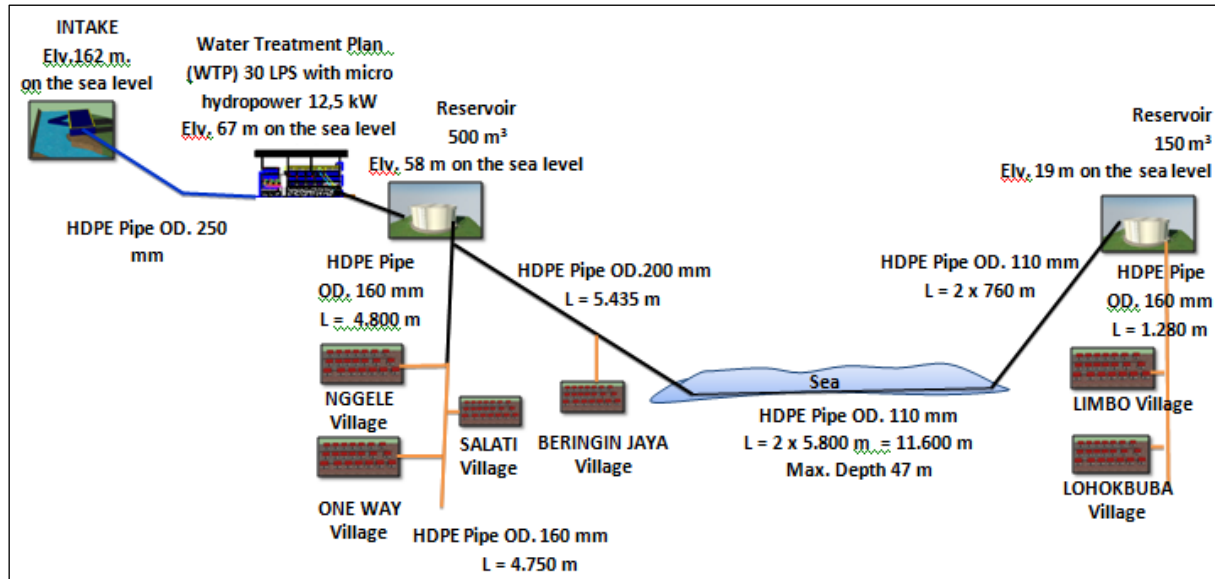 INTAKE
Elv.162 m.
on the sea level
Water Treatment Plan
(WTP) 30 LPS with micro
hydropower 12,5 kW
Elv. 67 m on the sea level
Reservoir
500 m³
Elv. 58 m on the sea level
Reservoir
150 m³
Elv. 19 m on the sea level
HDPE Pipe OD. 250
mm
HDPE Pipe
OD. 160 mm
L = 4.800 m
HDPE Pipe OD.200 mm
L = 5.435 m
HDPE Pipe OD. 110 mm
L = 2 x 760 m
HDPE Pipe
OD. 160 mm
L = 1.280 m
NGGELE
Village
SALATI
Village
BERINGIN JAYA
Village
Sea
HDPE Pipe OD. 110 mm
L = 2 x 5.800 m = 11.600 m
Max. Depth 47 m
LIMBO Village
LOHOKBUBA
Village
ONE WAY
Village
HDPE Pipe OD. 160 mm
L = 4.750 m